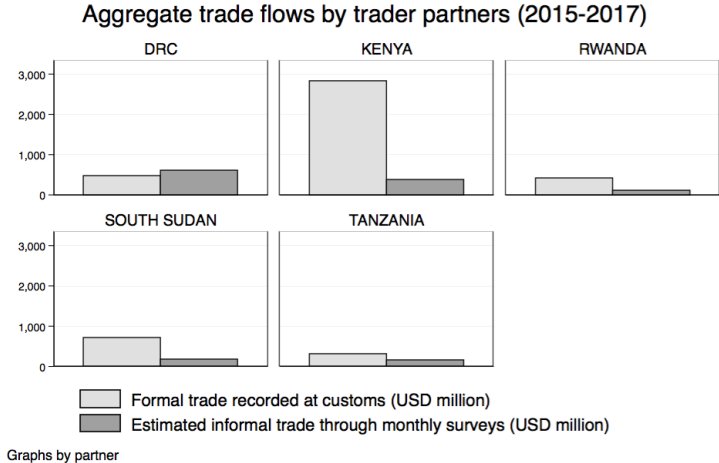 Aggregate trade flows by trader partners (2015-2017)
DRC KENYA RWANDA
3,000
2,000
1,000
0
SOUTH SUDAN TANZANIA
3,000
2,000
1,000
0
Formal trade recorded at customs (USD million)
Estimated informal trade through monthly surveys (USD million)
Graphs by partner